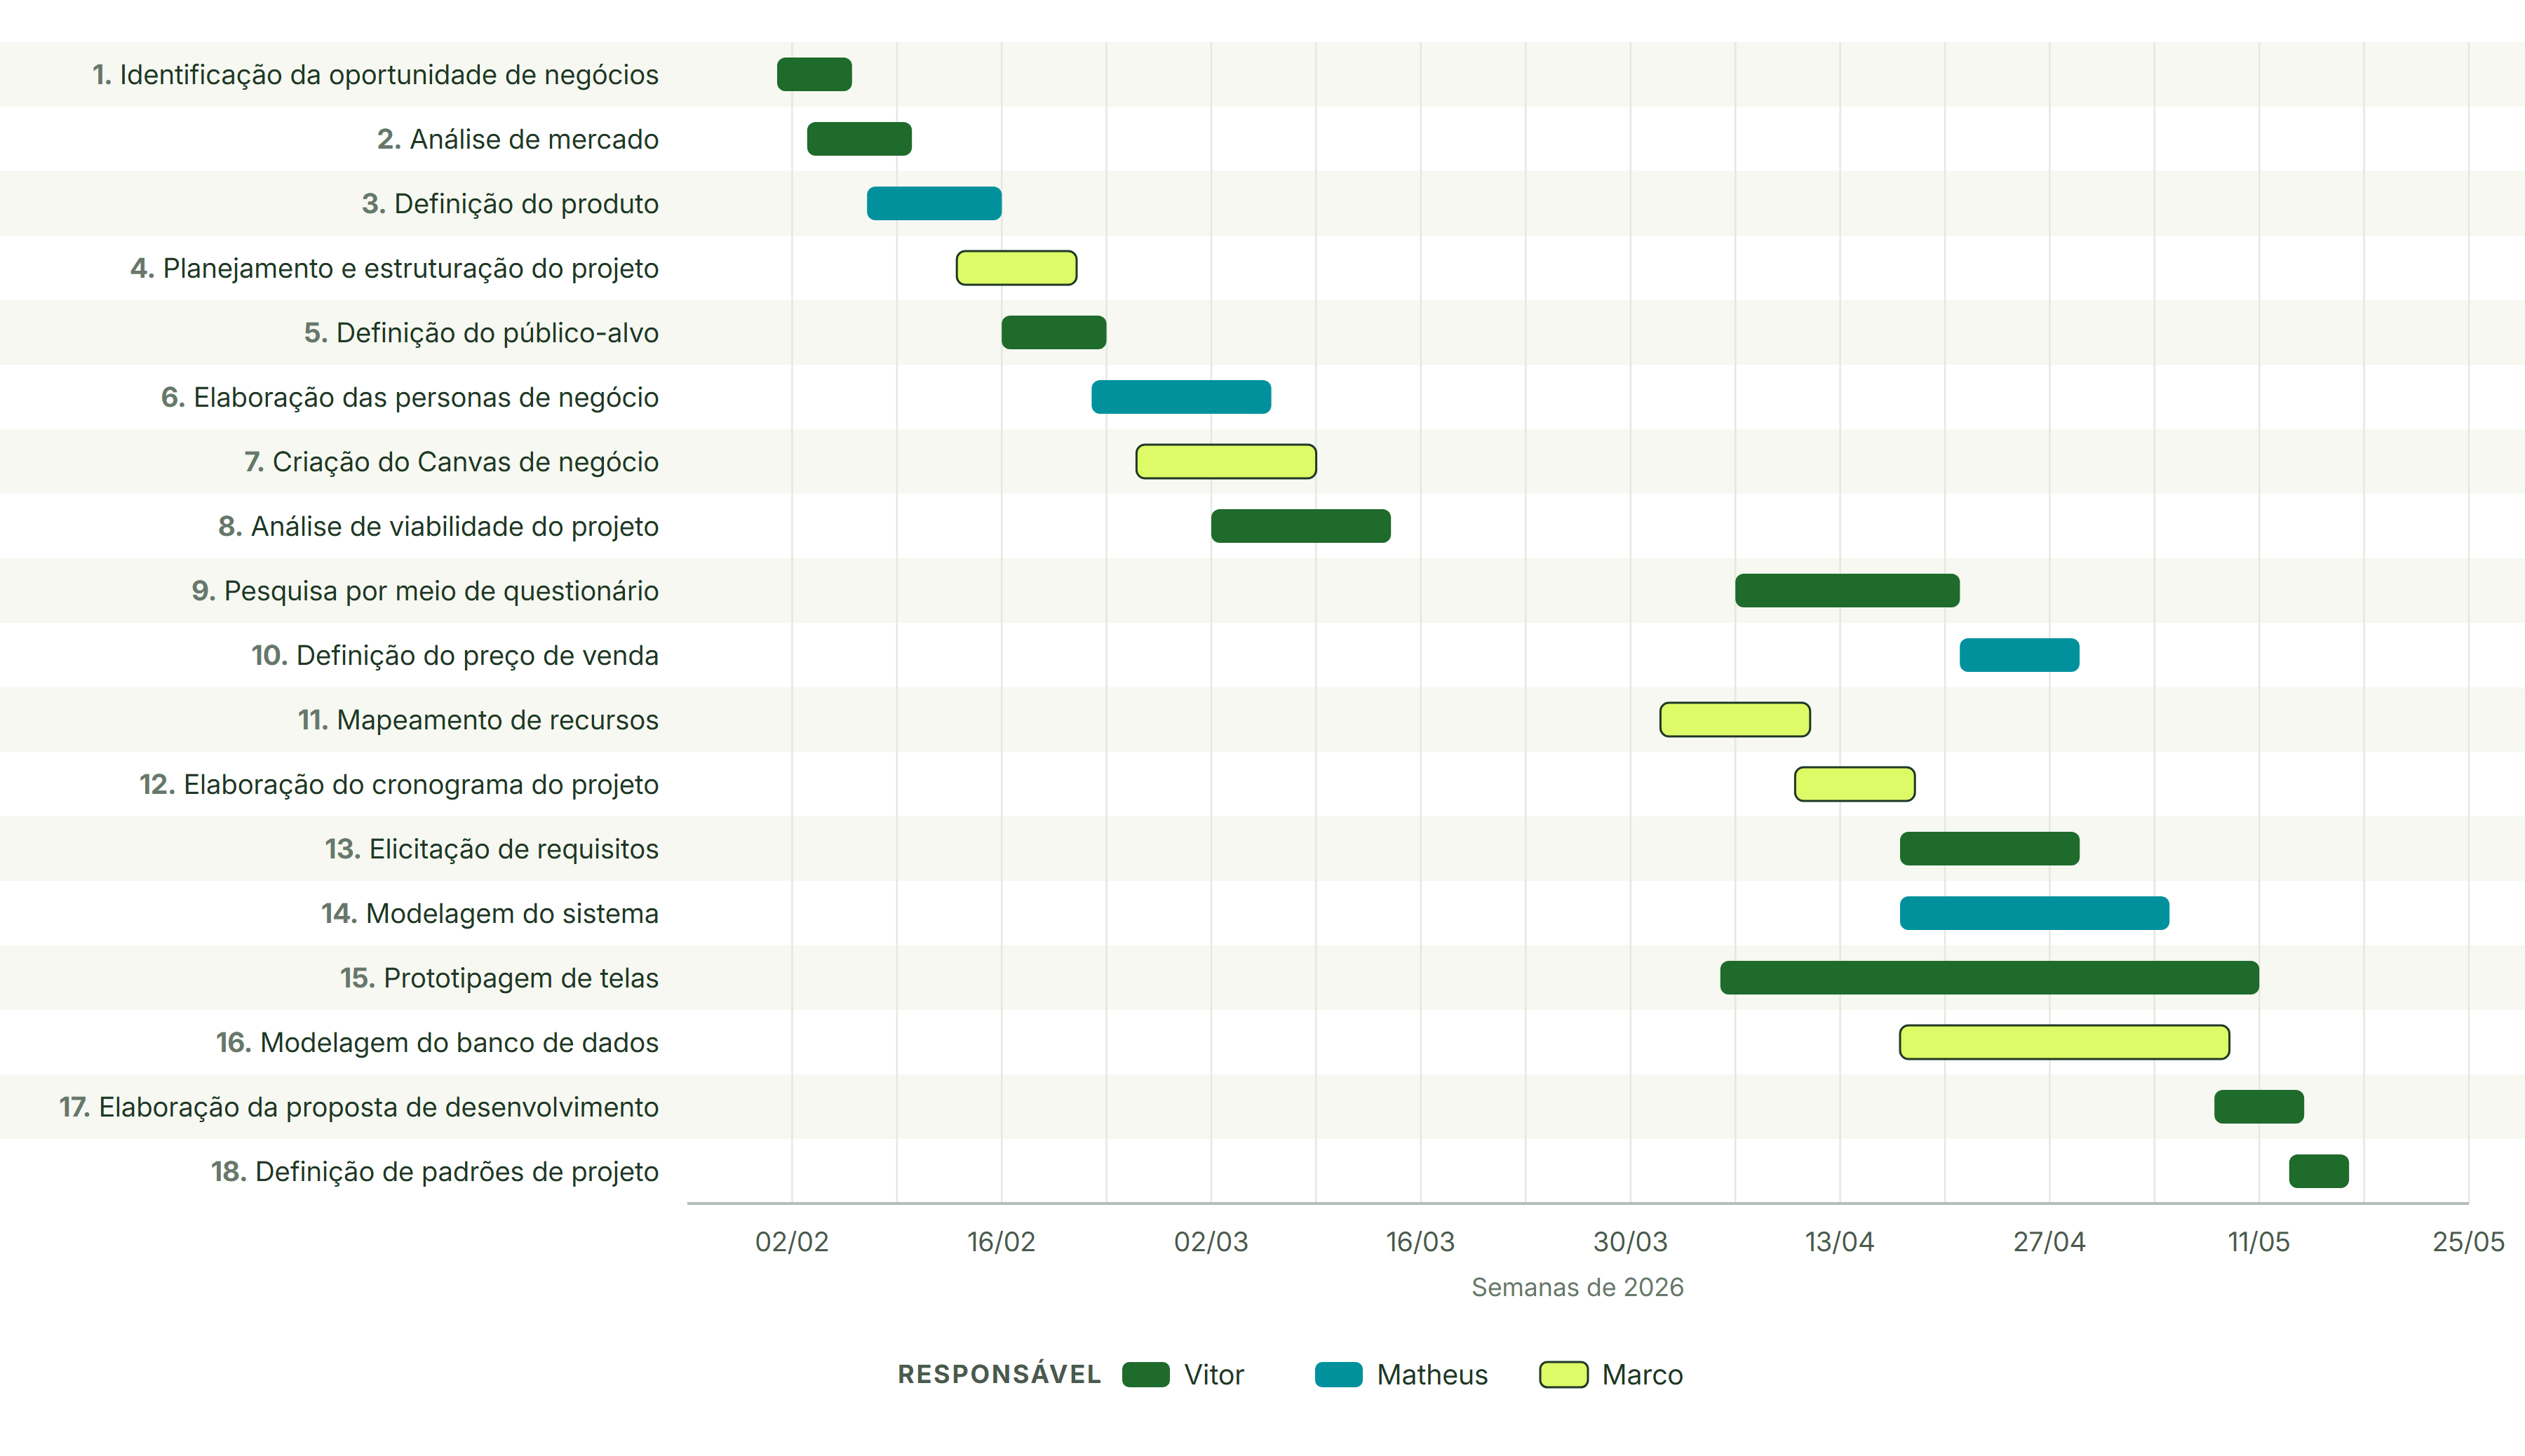 1. Identificação da oportunidade de negócios
2. Análise de mercado
3. Definição do produto
4. Planejamento e estruturação do projeto
5. Definição do público-alvo
6. Elaboração das personas de negócio
7. Criação do Canvas de negócio
8. Análise de viabilidade do projeto
9. Pesquisa por meio de questionário
10. Definição do preço de venda
11. Mapeamento de recursos
12. Elaboração do cronograma do projeto
13. Elicitação de requisitos
14. Modelagem do sistema
15. Prototipagem de telas
16. Modelagem do banco de dados
17. Elaboração da proposta de desenvolvimento
18. Definição de padrões de projeto
02/02 16/02 02/03 16/03 30/03 13/04 27/04 11/05 25/05
Semanas de 2026
RESPONSÁVEL Vitor Matheus Marco